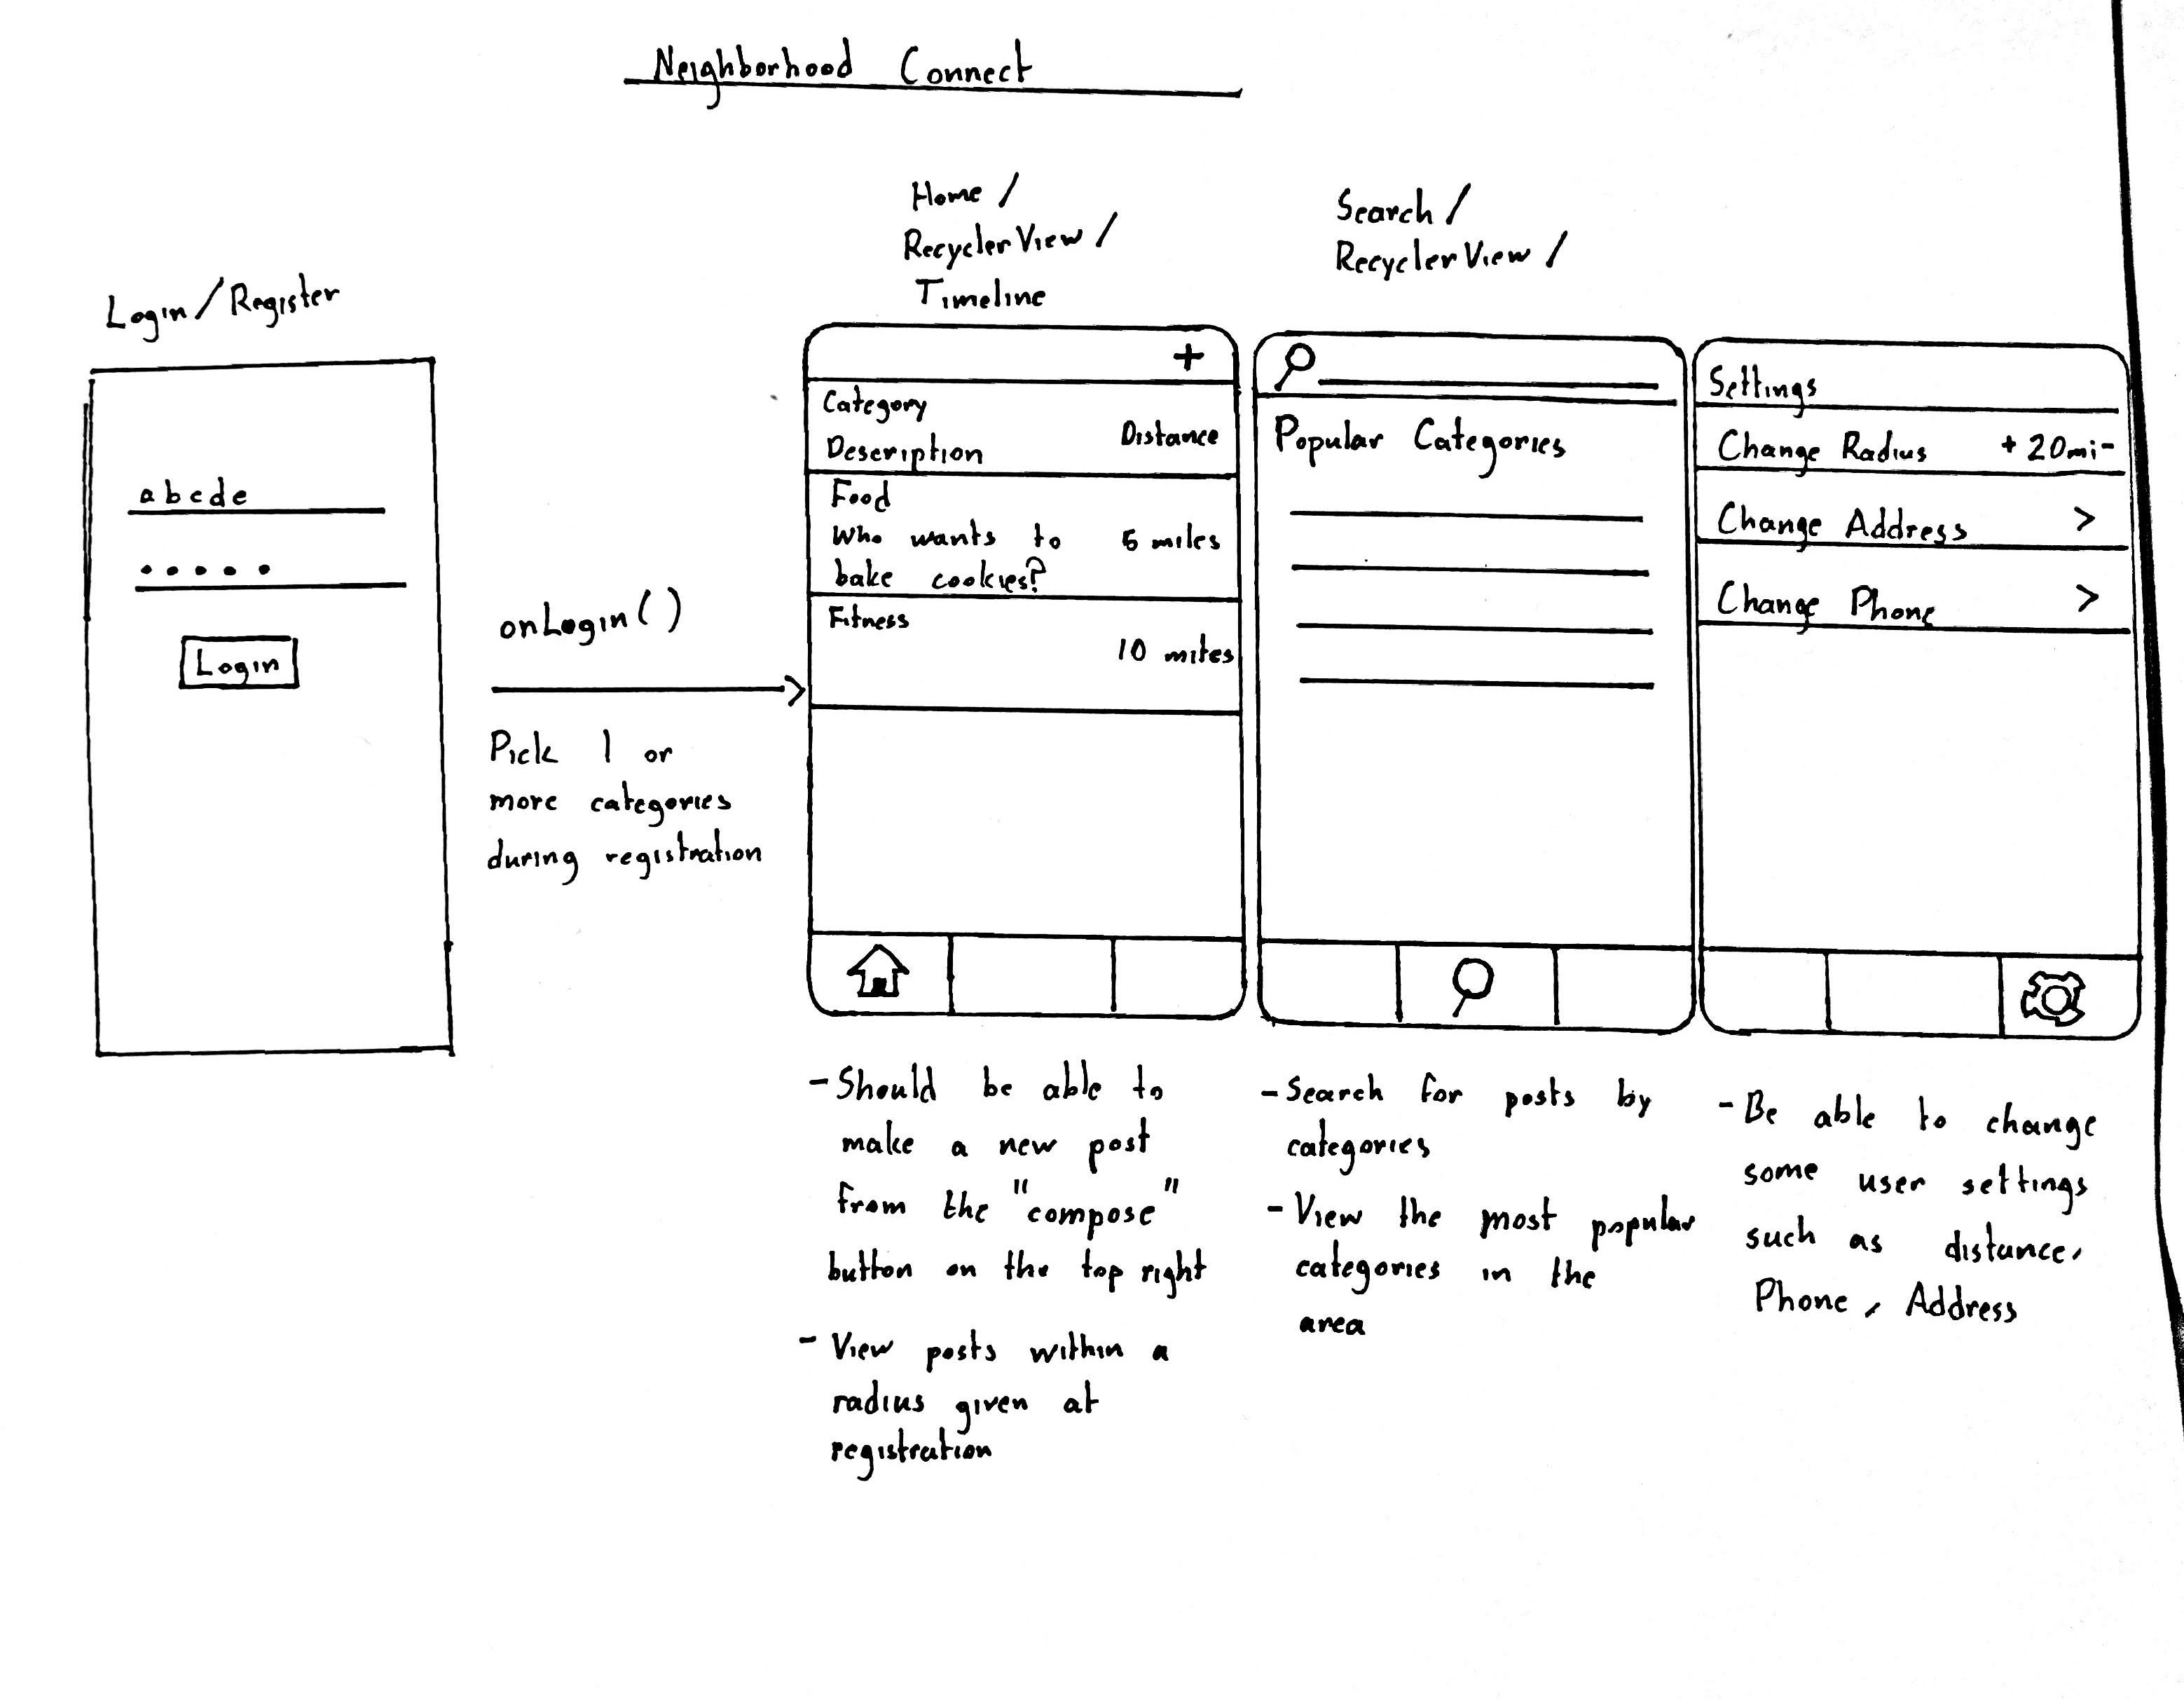 Neighborhood Connect
Login/Register
abcde
Login
onLogin()
Pick 1 or
more categories
during registration
Home /
RecyclerView /
Timeline
+
Category
Description
Distance
Food
Who wants to 5 miles
bake cookies?
Fitness
10 miles
- Should be able to
make a new post
from the "compose"
button on the top right
- View posts within a
radius given at
registration
Search /
RecyclerView /
Popular Categories
- Search for posts by
categories
- View the most popular
categories in the
area
Settings
Change Radius + 20mi-
Change Address >
Change Phone >
- Be able to change
some user settings
such as distance,
Phone, Address